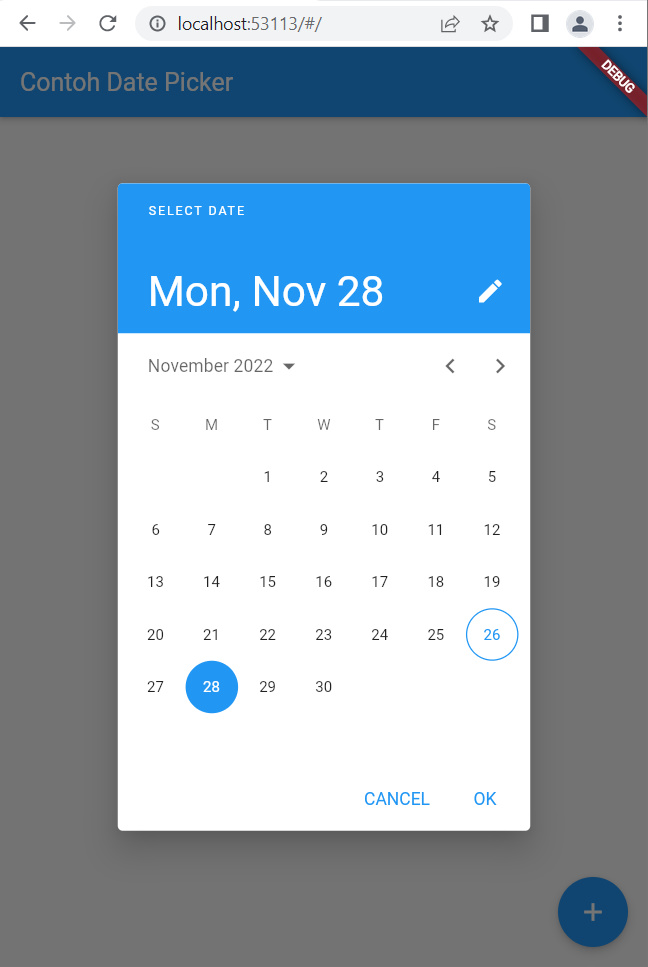 localhost:53113/#/
Contoh Date Picker
DEBUG
SELECT DATE
Mon, Nov 28
November 2022
S M T W T F S
1 2 3 4 5
6 7 8 9 10 11 12
13 14 15 16 17 18 19
20 21 22 23 24 25 26
27 28 29 30
CANCEL OK